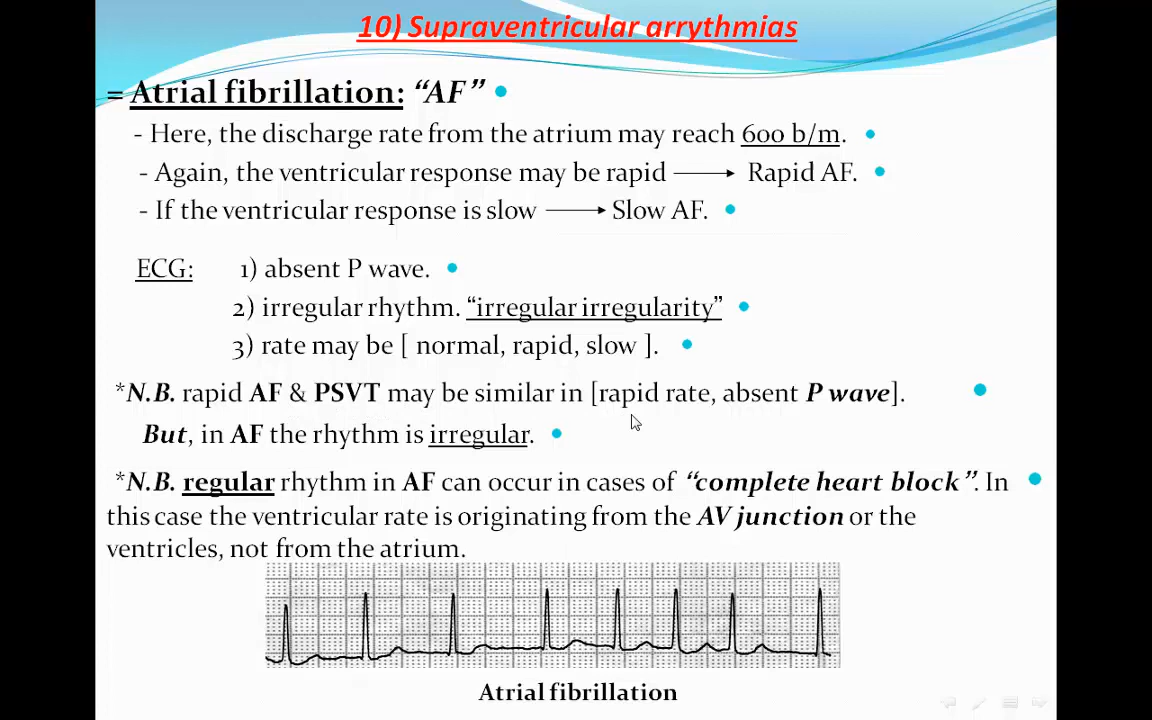 10) Supraventricular arrythmias
= Atrial fibrillation: “AF”
- Here, the discharge rate from the atrium may reach 600 b/m.
- Again, the ventricular response may be rapid → Rapid AF.
- If the ventricular response is slow → Slow AF.
ECG: 1) absent P wave.
2) irregular rhythm. “irregular irregularity”
3) rate may be [ normal, rapid, slow ].
*N.B. rapid AF & PSVT may be similar in [rapid rate, absent P wave].
But, in AF the rhythm is irregular.
*N.B. regular rhythm in AF can occur in cases of “complete heart block”. In
this case the ventricular rate is originating from the AV junction or the
ventricles, not from the atrium.
Atrial fibrillation